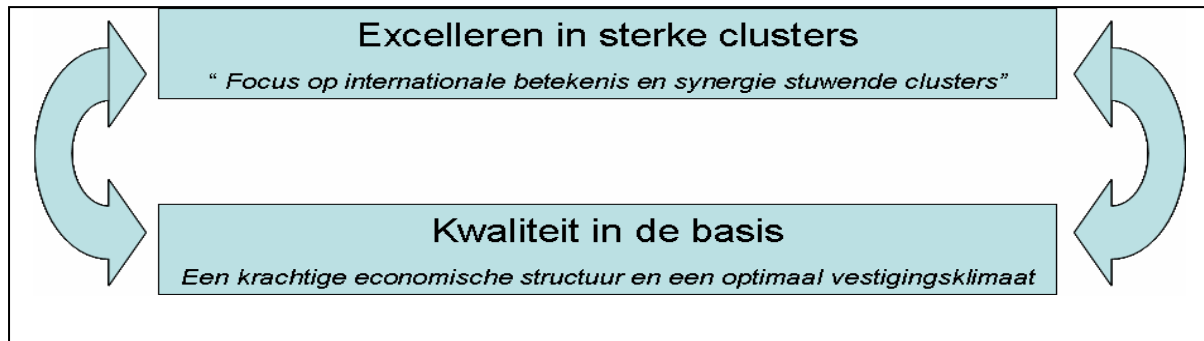 Excelleren in sterke clusters
“ Focus op internationale betekenis en synergie stuwende clusters”
Kwaliteit in de basis
Een krachtige economische structuur en een optimaal vestigingsklimaat